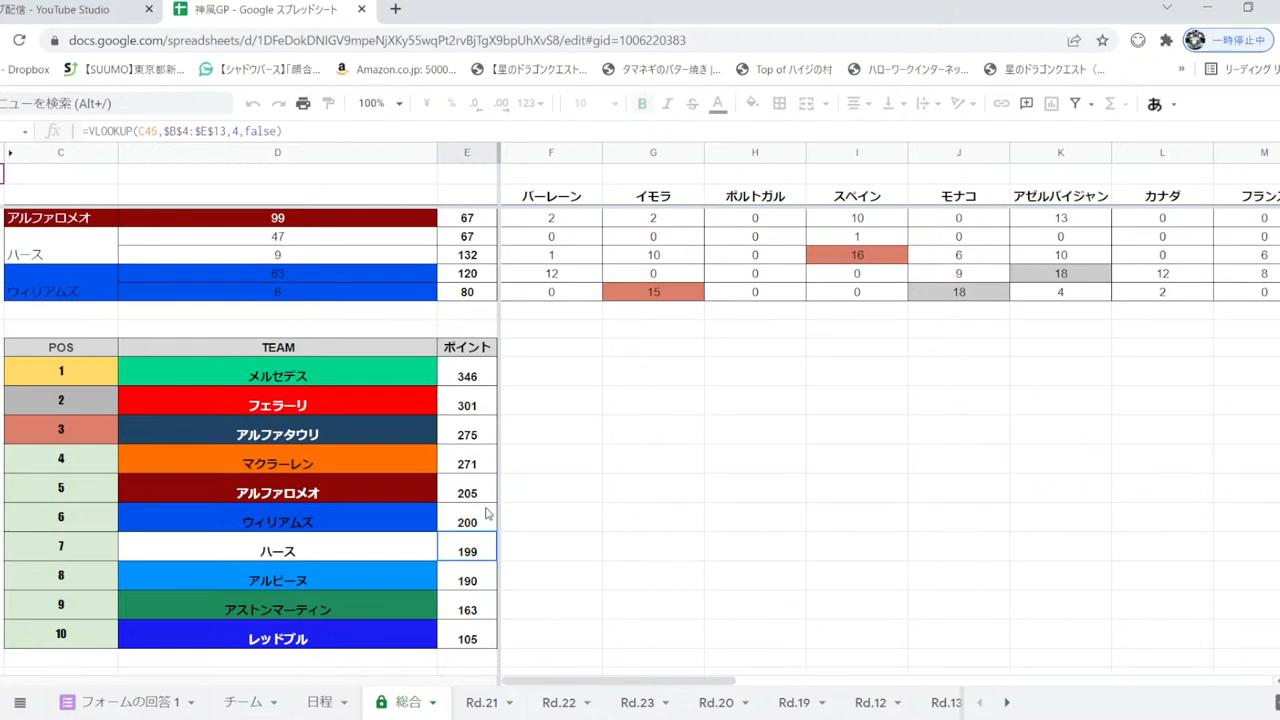 プ配信 - YouTube Studio
神風GP - Google スプレッドシート
docs.google.com/spreadsheets/d/1DFeDokDNIGV9mpeNjXKy55wqPt2rvBjTgX9bpUhXvS8/edit#gid=1006220383
一時停止中
Dropbox
【SUUMO】東京都新...
【シャドウバース】「顔合...
Amazon.co.jp: 5000...
【星のドラゴンクエスト...
タマネギのバター焼き |...
Top of ハイジの村
ハローワークインターネッ...
星のドラゴンクエスト（...
»
リーディング リ
ニューを検索 (Alt+/)
100%
¥ % .0 .00 123
10
B I S A
Σ あ
fx =VLOOKUP(C46,$B$4:$E$13,4,false)
C D E F G H I J K L M
バーレーン イモラ ポルトガル スペイン モナコ アゼルバイジャン カナダ フランス
アルファロメオ 99 67 2 2 0 10 0 13 0 0
47 67 0 0 0 1 0 0 0 0
ハース 9 132 1 10 0 16 6 10 0 6
63 120 12 0 0 0 9 18 12 8
ウィリアムズ 6 80 0 15 0 0 18 4 2 0
POS TEAM ポイント
1 メルセデス 346
2 フェラーリ 301
3 アルファタウリ 275
4 マクラーレン 271
5 アルファロメオ 205
6 ウィリアムズ 200
7 ハース 199
8 アルピーヌ 190
9 アストンマーティン 163
10 レッドブル 105
フォームの回答 1
チーム
日程
総合
Rd.21
Rd.22
Rd.23
Rd.20
Rd.19
Rd.12
Rd.13